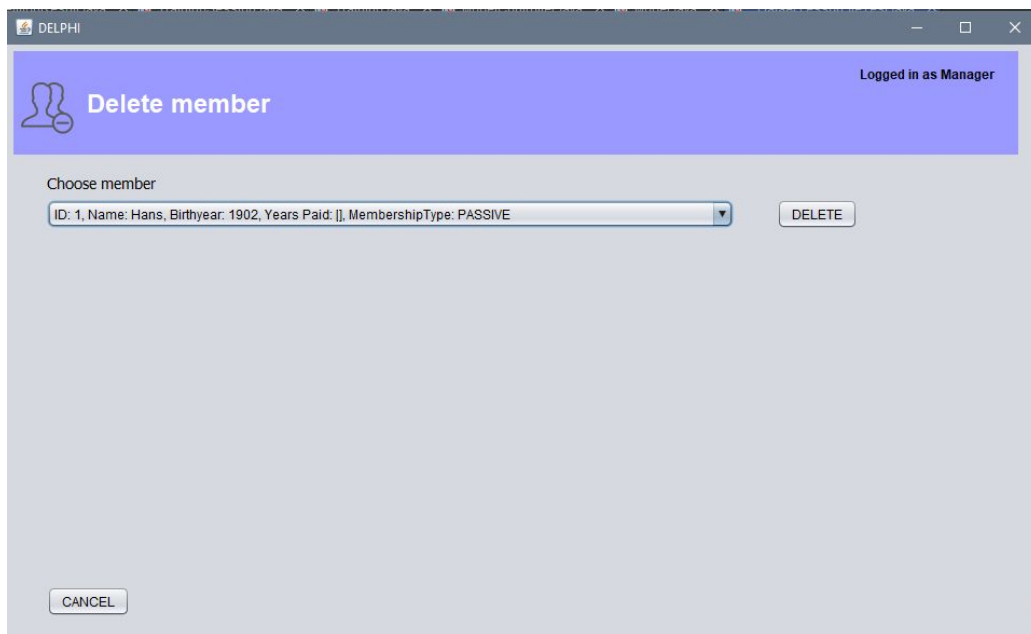 DELPHI
Logged in as Manager
Delete member
Choose member
ID: 1, Name: Hans, Birthyear: 1902, Years Paid: [], MembershipType: PASSIVE
DELETE
CANCEL